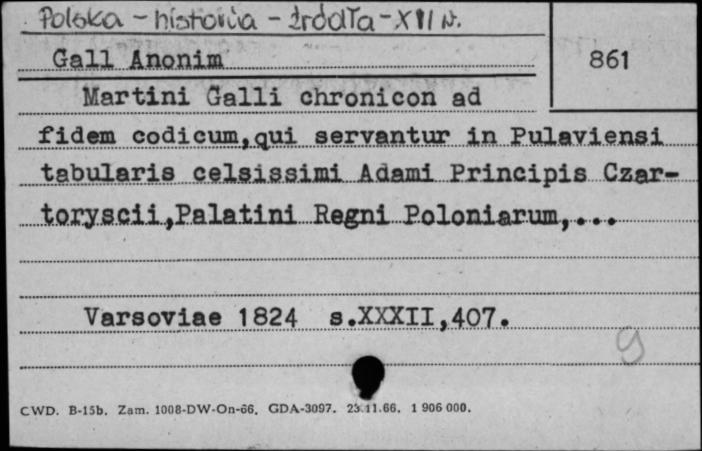 Polska - historia - źródła - XII w.
Gall Anonim
861
Martini Galli chronicon ad
fidem codicum,qui servantur in Pulaviensi
tabularis celsissimi Adami Principis Czar-
toryscii,Palatini Regni Poloniarum,...
Varsoviae 1824 s.XXXII,407.
g
CWD. B-15b. Zam. 1008-DW-On-66. GDA-3097. 23.11.66. 1 906 000.